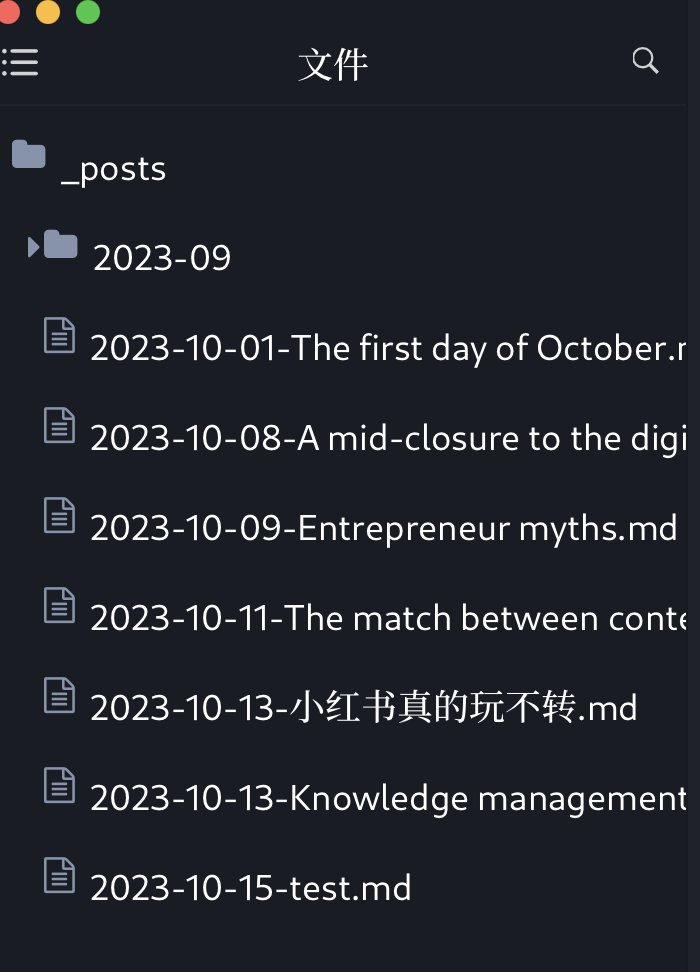 文件
_posts
2023-09
2023-10-01-The first day of October.
2023-10-08-A mid-closure to the digi
2023-10-09-Entrepreneur myths.md
2023-10-11-The match between conte
2023-10-13-小红书真的玩不转.md
2023-10-13-Knowledge management
2023-10-15-test.md